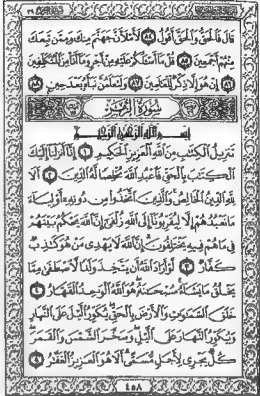 قَالَ فَالْحَقُّ وَالْحَقَّ أَقُولُ ٨٤ لَأَمْلَأَنَّ جَهَنَّمَ مِنكَ وَمِمَّن تَبِعَكَ
مِنْهُمْ أَجْمَعِينَ ٨٥ قُلْ مَا أَسْأَلُكُمْ عَلَيْهِ مِنْ أَجْرٍ وَمَا أَنَا مِنَ الْمُتَكَلِّفِينَ
٨٦ إِنْ هُوَ إِلَّا ذِكْرٌ لِّلْعَالَمِينَ ٨٧ وَلَتَعْلَمُنَّ نَبَأَهُ بَعْدَ حِينٍ ٨٨
سُورَةُ الزُّمَرِ
بِسْمِ اللَّهِ الرَّحْمَٰنِ الرَّحِيمِ
تَنزِيلُ الْكِتَابِ مِنَ اللَّهِ الْعَزِيزِ الْحَكِيمِ ١ إِنَّا أَنزَلْنَا إِلَيْكَ
الْكِتَابَ بِالْحَقِّ فَاعْبُدِ اللَّهَ مُخْلِصًا لَّهُ الدِّينَ ٢ أَلَا
لِلَّهِ الدِّينُ الْخَالِصُ وَالَّذِينَ اتَّخَذُوا مِن دُونِهِ أَوْلِيَاءَ
مَا نَعْبُدُهُمْ إِلَّا لِيُقَرِّبُونَا إِلَى اللَّهِ زُلْفَىٰ إِنَّ اللَّهَ يَحْكُمُ بَيْنَهُمْ
فِي مَا هُمْ فِيهِ يَخْتَلِفُونَ إِنَّ اللَّهَ لَا يَهْدِي مَنْ هُوَ كَاذِبٌ
كَفَّارٌ ٣ لَّوْ أَرَادَ اللَّهُ أَن يَتَّخِذَ وَلَدًا لَّاصْطَفَىٰ مِمَّا
يَخْلُقُ مَا يَشَاءُ سُبْحَانَهُ هُوَ اللَّهُ الْوَاحِدُ الْقَهَّارُ ٤
خَلَقَ السَّمَاوَاتِ وَالْأَرْضَ بِالْحَقِّ يُكَوِّرُ اللَّيْلَ عَلَى النَّهَارِ
وَيُكَوِّرُ النَّهَارَ عَلَى اللَّيْلِ وَسَخَّرَ الشَّمْسَ وَالْقَمَرَ
كُلٌّ يَجْرِي لِأَجَلٍ مُّسَمًّى أَلَا هُوَ الْعَزِيزُ الْغَفَّارُ ٥
٤٥٨